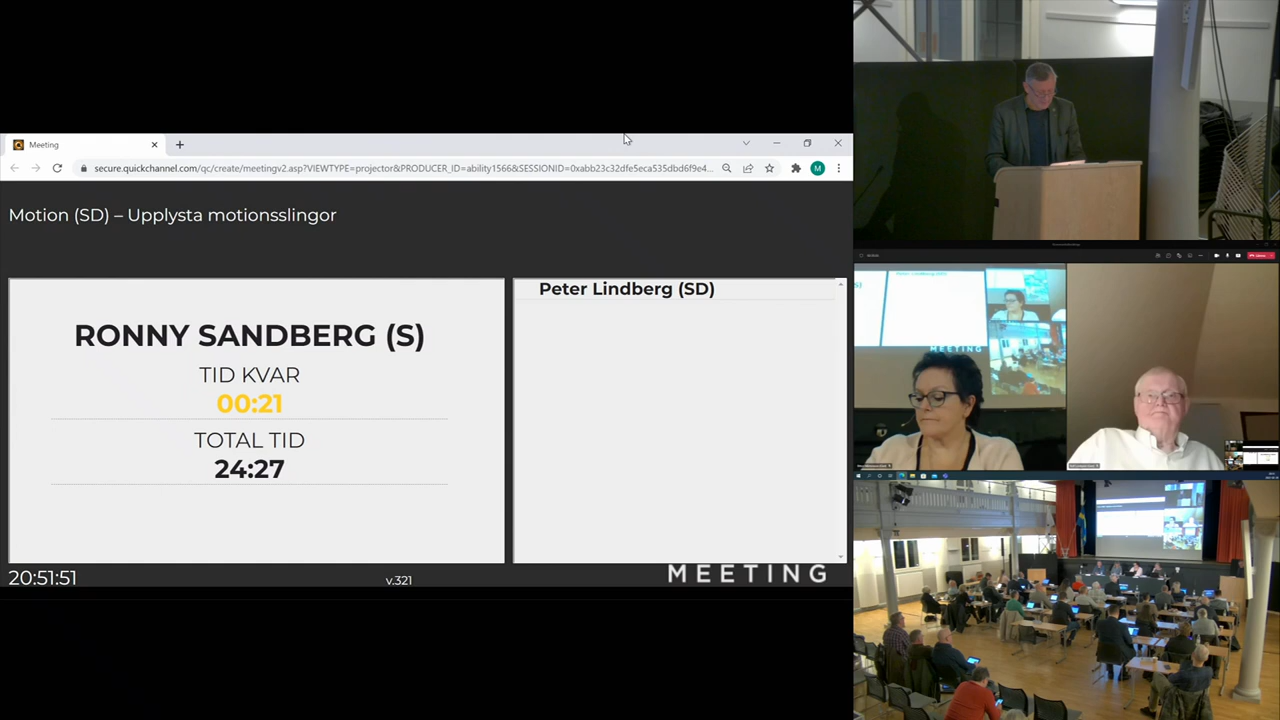 Meeting
secure.quickchannel.com/qc/create/meetingv2.asp?VIEWTYPE=projector&PRODUCER_ID=ability1566&SESSIONID=0xabb23c32dfe5eca535dbd6f9e4...
M
Motion (SD) – Upplysta motionsslingor
RONNY SANDBERG (S)
TID KVAR
00:21
TOTAL TID
24:27
Peter Lindberg (SD)
20:51:51
v.321
MEETING
MEETING